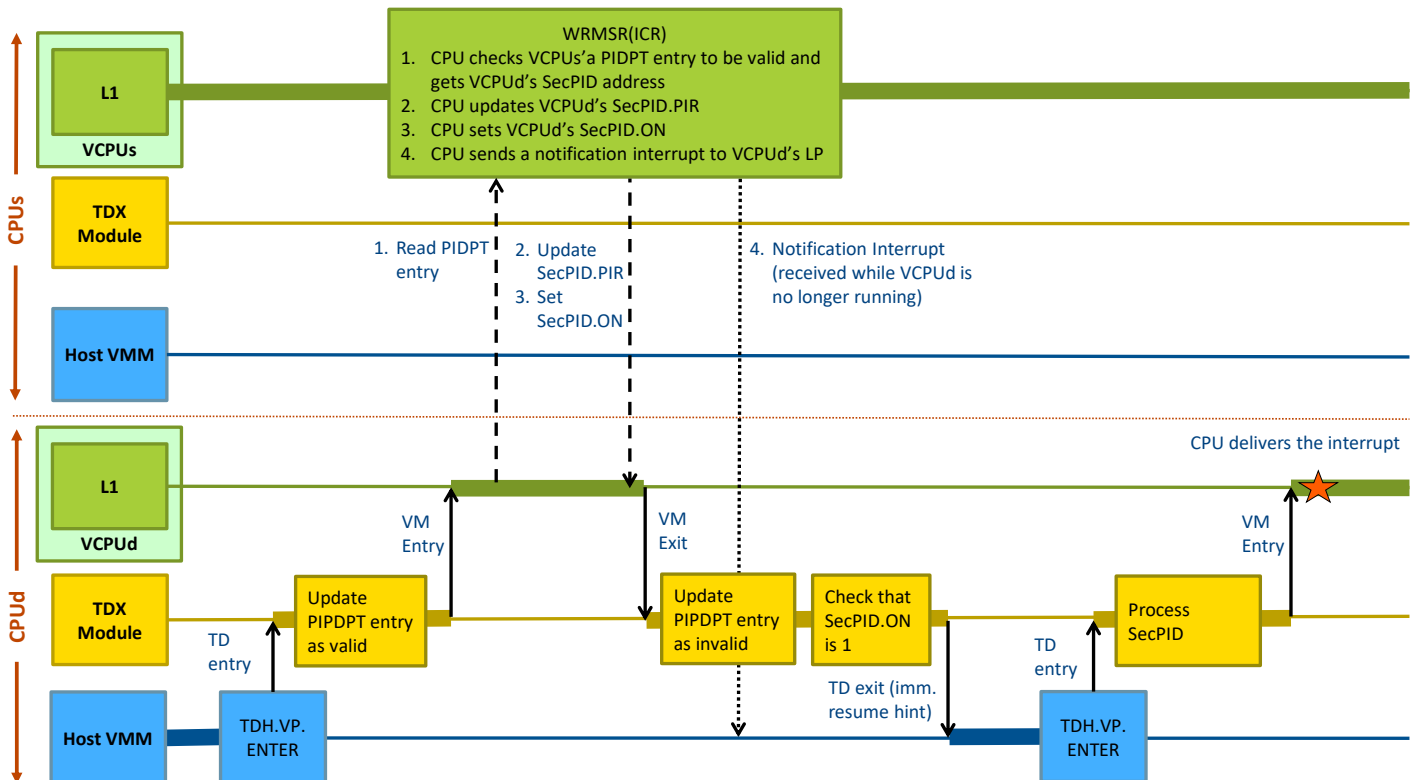 WRMSR(ICR)
1. CPU checks VCPUs'a PIDPT entry to be valid and
gets VCPUd's SecPID address
2. CPU updates VCPUd's SecPID.PIR
3. CPU sets VCPUd's SecPID.ON
4. CPU sends a notification interrupt to VCPUd's LP
L1
VCPUs
CPUs
TDX
Module
1. Read PIDPT
entry
2. Update
SecPID.PIR
3. Set
SecPID.ON
4. Notification Interrupt
(received while VCPUd is
no longer running)
Host VMM
CPU delivers the interrupt
L1
VCPUd
VM
Entry
VM
Exit
VM
Entry
CPUd
TDX
Module
TD
entry
Update
PIPDPT entry
as valid
Update
PIPDPT entry
as invalid
Check that
SecPID.ON
is 1
TD
entry
Process
SecPID
TD exit (imm.
resume hint)
Host VMM
TDH.VP.
ENTER
TDH.VP.
ENTER